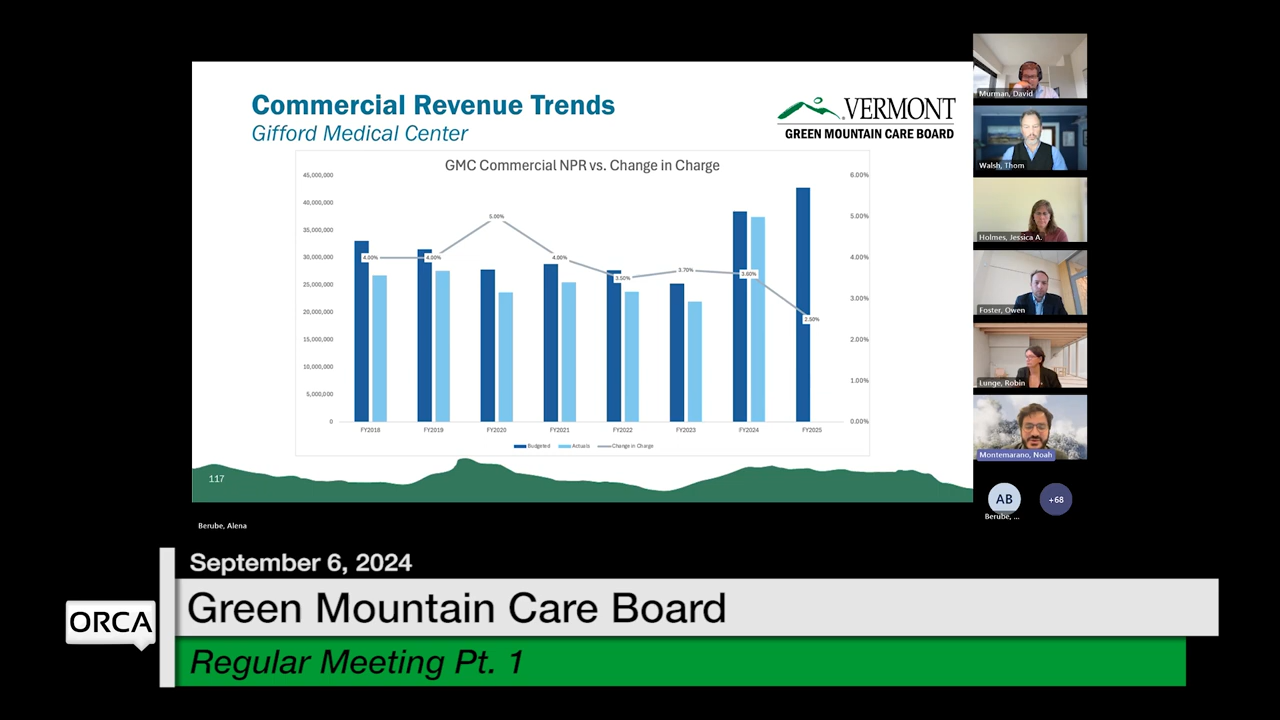 Commercial Revenue Trends
Gifford Medical Center
VERMONT
GREEN MOUNTAIN CARE BOARD
GMC Commercial NPR vs. Change in Charge
45,000,000
40,000,000
35,000,000
30,000,000
25,000,000
20,000,000
15,000,000
10,000,000
5,000,000
0
6.00%
5.00%
4.00%
3.00%
2.00%
1.00%
0.00%
4.00%
4.00%
5.00%
4.00%
3.50%
3.70%
3.60%
2.50%
FY2018
FY2019
FY2020
FY2021
FY2022
FY2023
FY2024
FY2025
Budgeted
Actuals
Change in Charge
117
Murman, David
Walsh, Thom
Holmes, Jessica A.
Foster, Owen
Lunge, Robin
Montemarano, Noah
AB
+68
Berube, ...
Berube, Alena
September 6, 2024
ORCA
Green Mountain Care Board
Regular Meeting Pt. 1